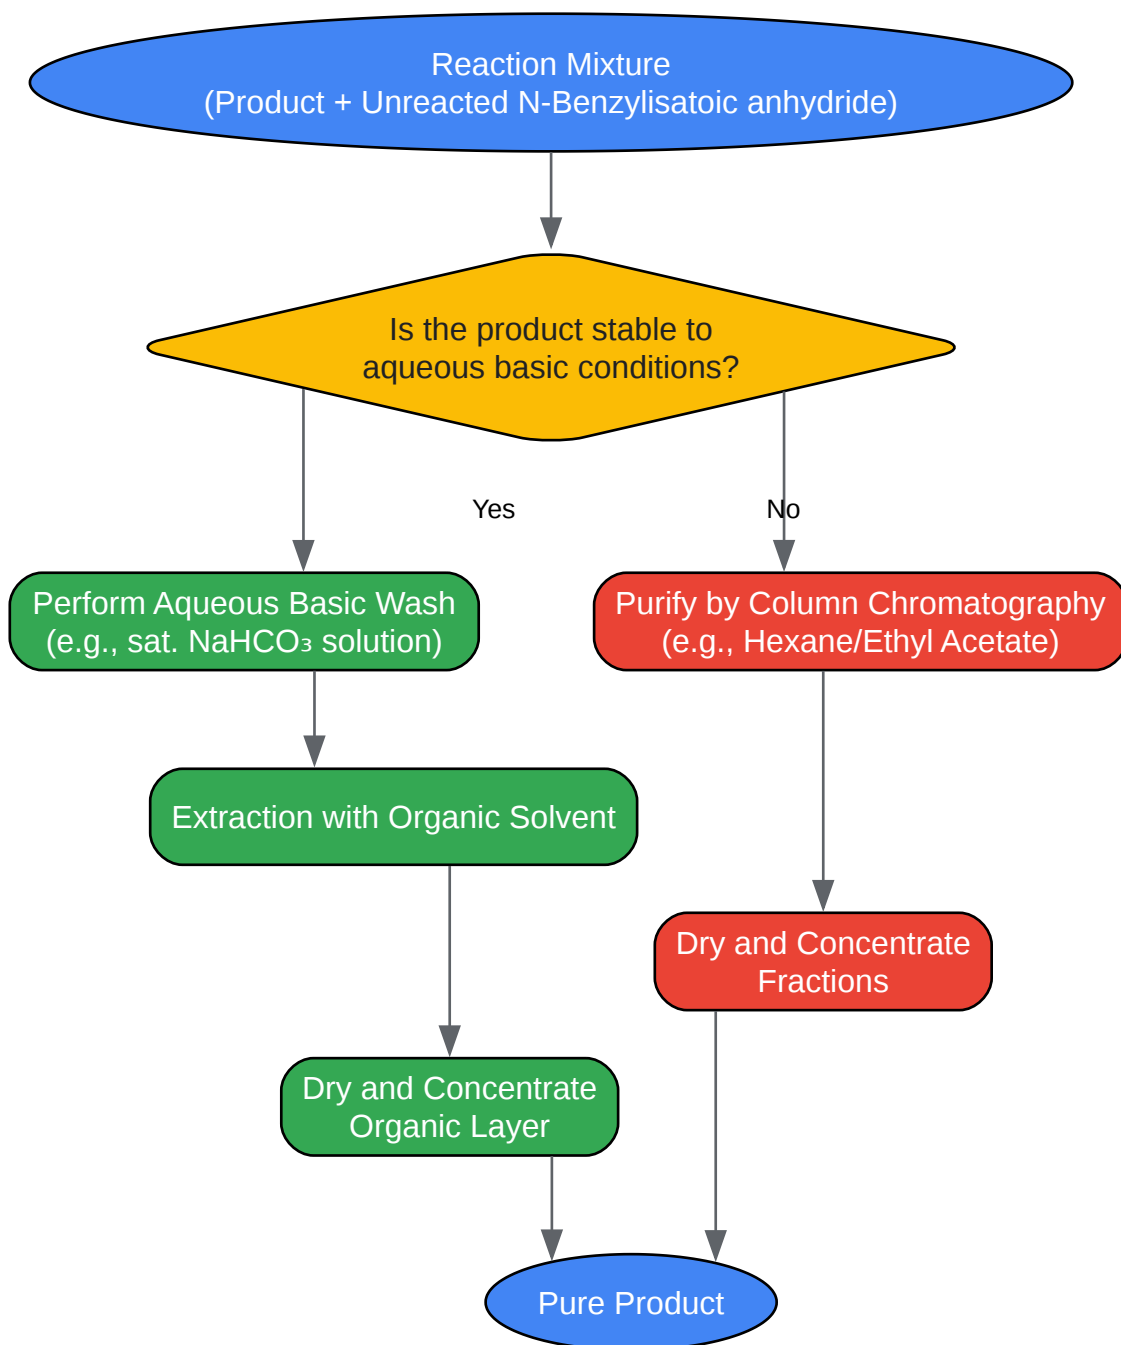 Reaction Mixture
(Product + Unreacted N-Benzylisatoic anhydride)
Is the product stable to
aqueous basic conditions?
Yes
No
Perform Aqueous Basic Wash
(e.g., sat. NaHCO₃ solution)
Purify by Column Chromatography
(e.g., Hexane/Ethyl Acetate)
Extraction with Organic Solvent
Dry and Concentrate
Fractions
Dry and Concentrate
Organic Layer
Pure Product